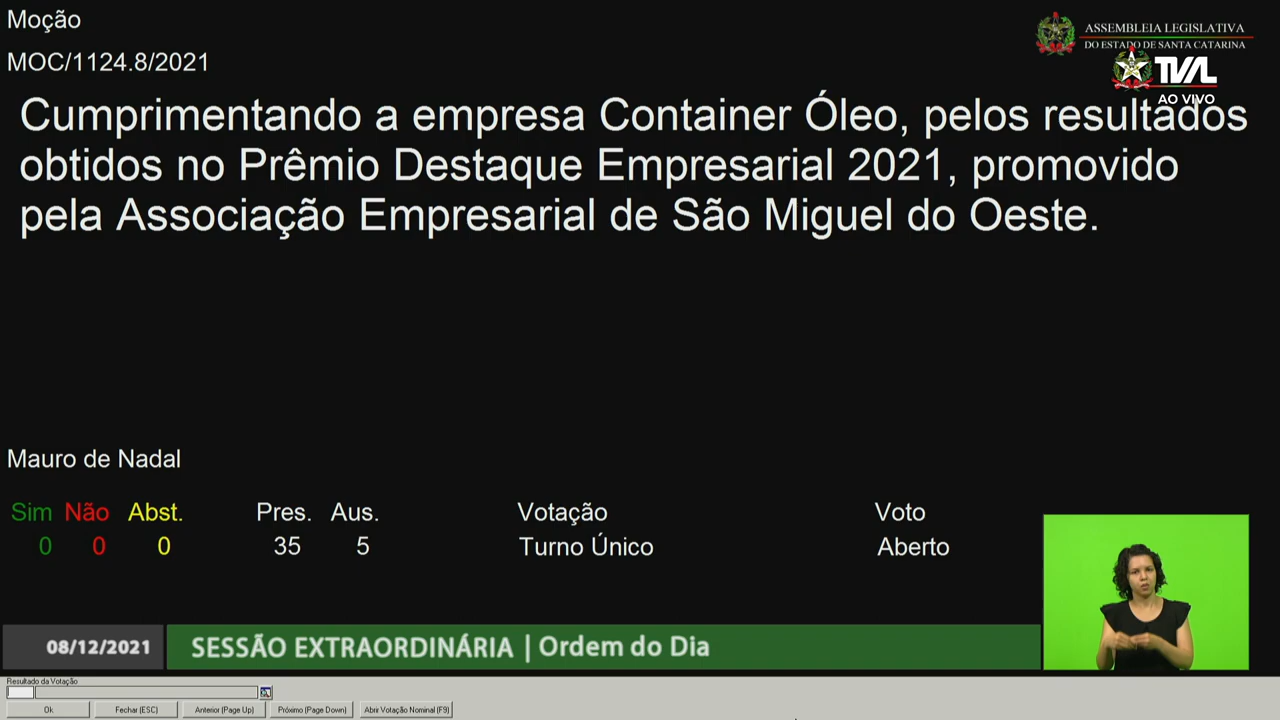 Moção
MOC/1124.8/2021
ASSEMBLEIA LEGISLATIVA
DO ESTADO DE SANTA CATARINA
TVAL
AO VIVO
Cumprimentando a empresa Container Óleo, pelos resultados
obtidos no Prêmio Destaque Empresarial 2021, promovido
pela Associação Empresarial de São Miguel do Oeste.
Mauro de Nadal
Sim Não Abst. Pres. Aus. Votação Voto
0 0 0 35 5 Turno Único Aberto
08/12/2021 SESSÃO EXTRAORDINÁRIA | Ordem do Dia
Resultado da Votação
Ok Fechar (ESC) Anterior (Page Up) Próximo (Page Down) Abrir Votação Nominal (F9)